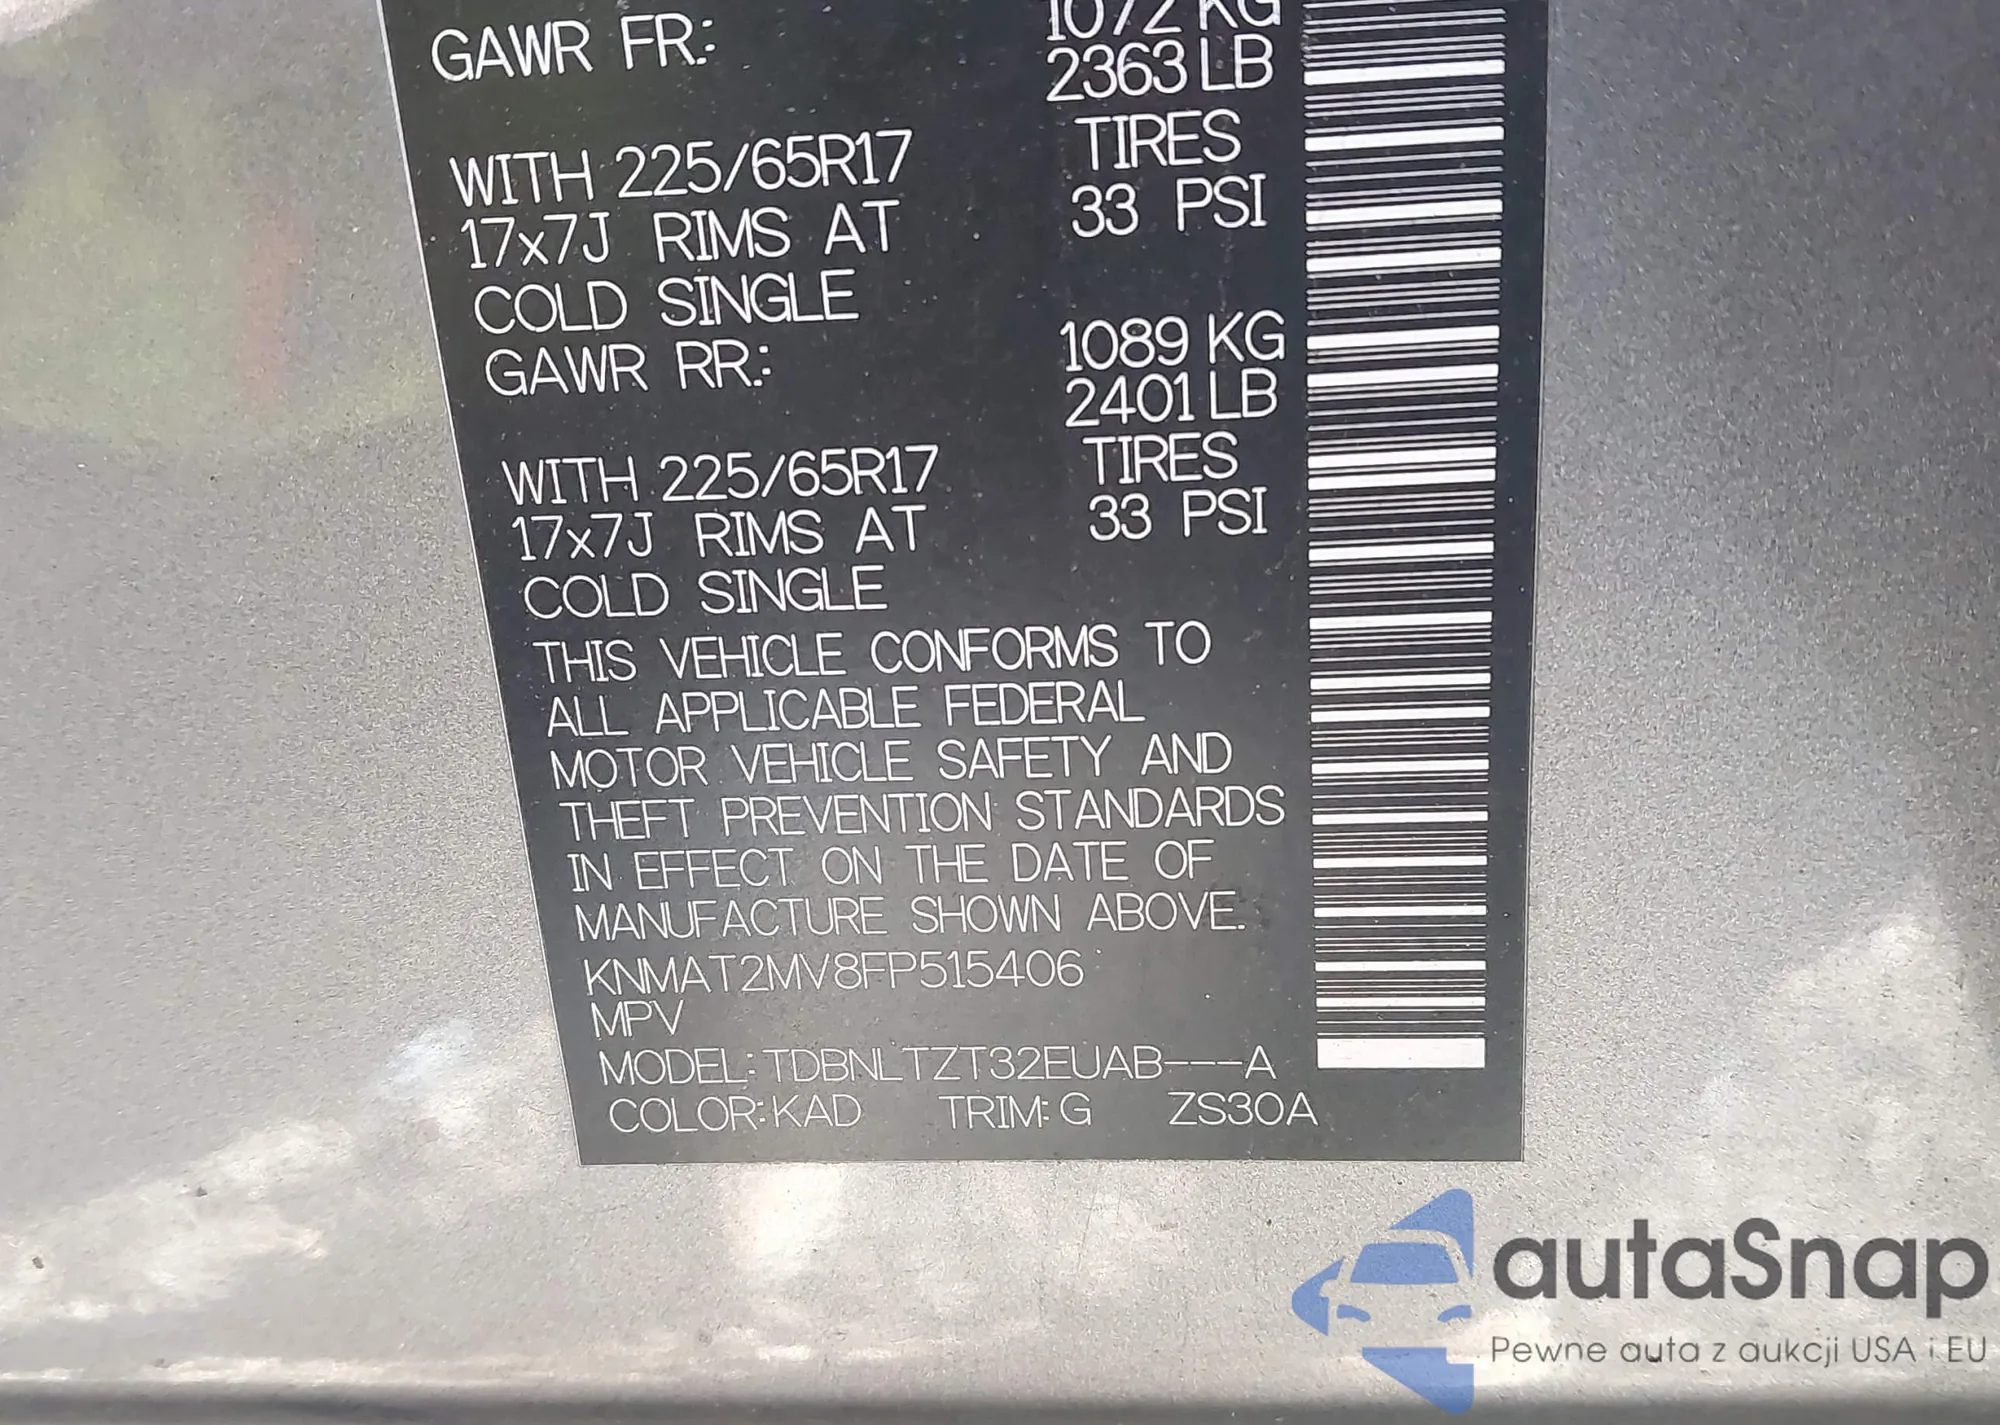 GAWR FR.: 1072 KG
2363 LB
WITH 225/65R17 TIRES
17x7J RIMS AT 33 PSI
COLD SINGLE
GAWR RR.: 1089 KG
2401 LB
WITH 225/65R17 TIRES
17x7J RIMS AT 33 PSI
COLD SINGLE
THIS VEHICLE CONFORMS TO
ALL APPLICABLE FEDERAL
MOTOR VEHICLE SAFETY AND
THEFT PREVENTION STANDARDS
IN EFFECT ON THE DATE OF
MANUFACTURE SHOWN ABOVE.
KNMAT2MV8FP515406
MPV
MODEL: TDBNLTZT32EUAB---A
COLOR: KAD TRIM: G ZS30A
autaSnap
Pewne auta z aukcji USA i EU